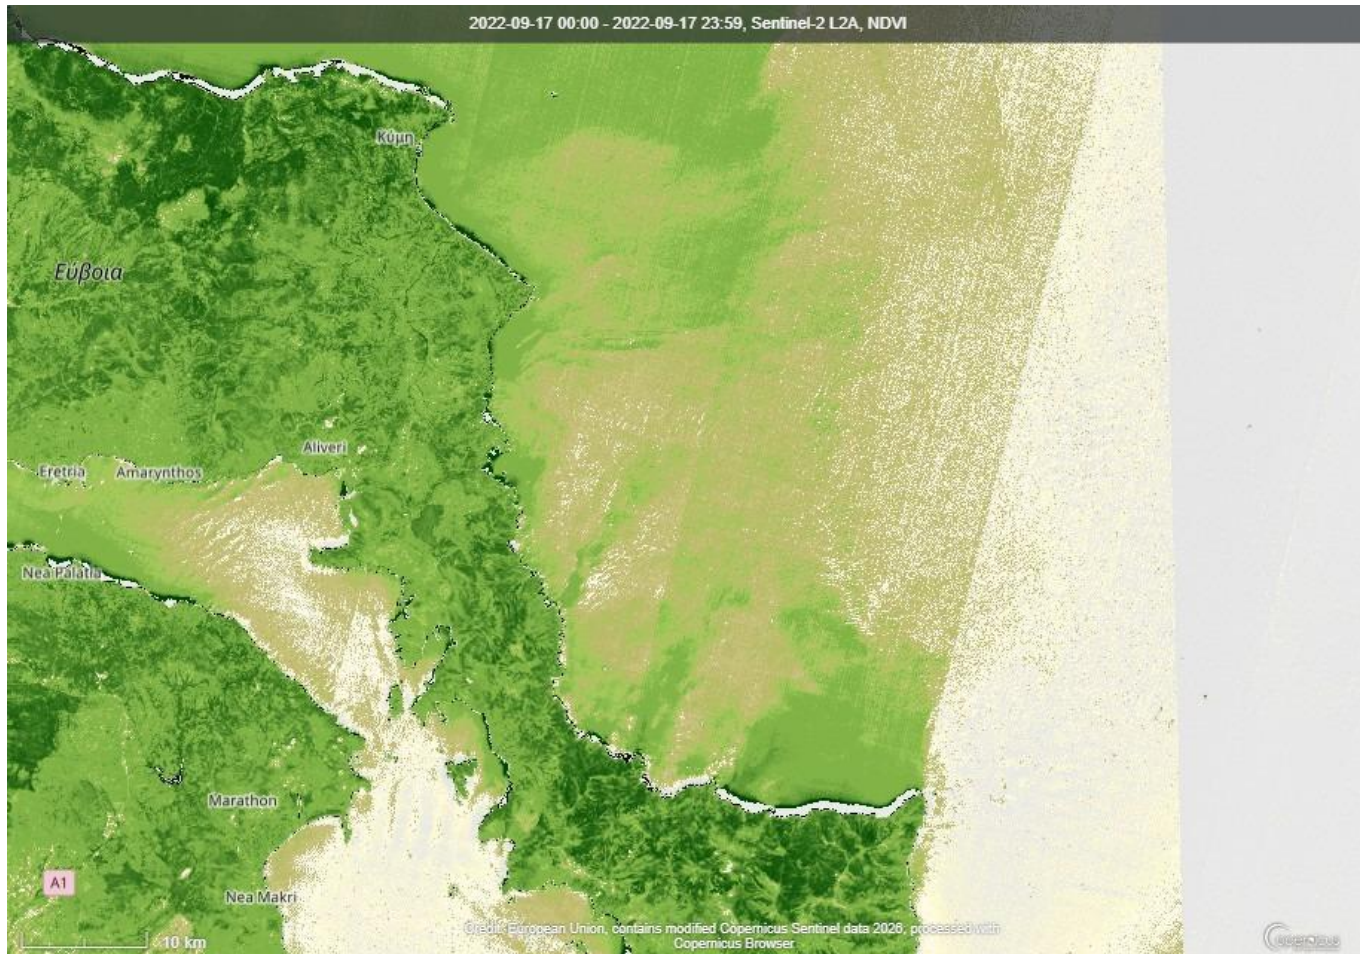 2022-09-17 00:00 - 2022-09-17 23:59, Sentinel-2 L2A, NDVI
Κύμη
Εύβοια
Aliveri
Eretria
Amarynthos
Nea Palatia
Marathon
A1
Nea Makri
10 km
Credit: European Union, contains modified Copernicus Sentinel data 2026, processed with
Copernicus Browser
opernicus